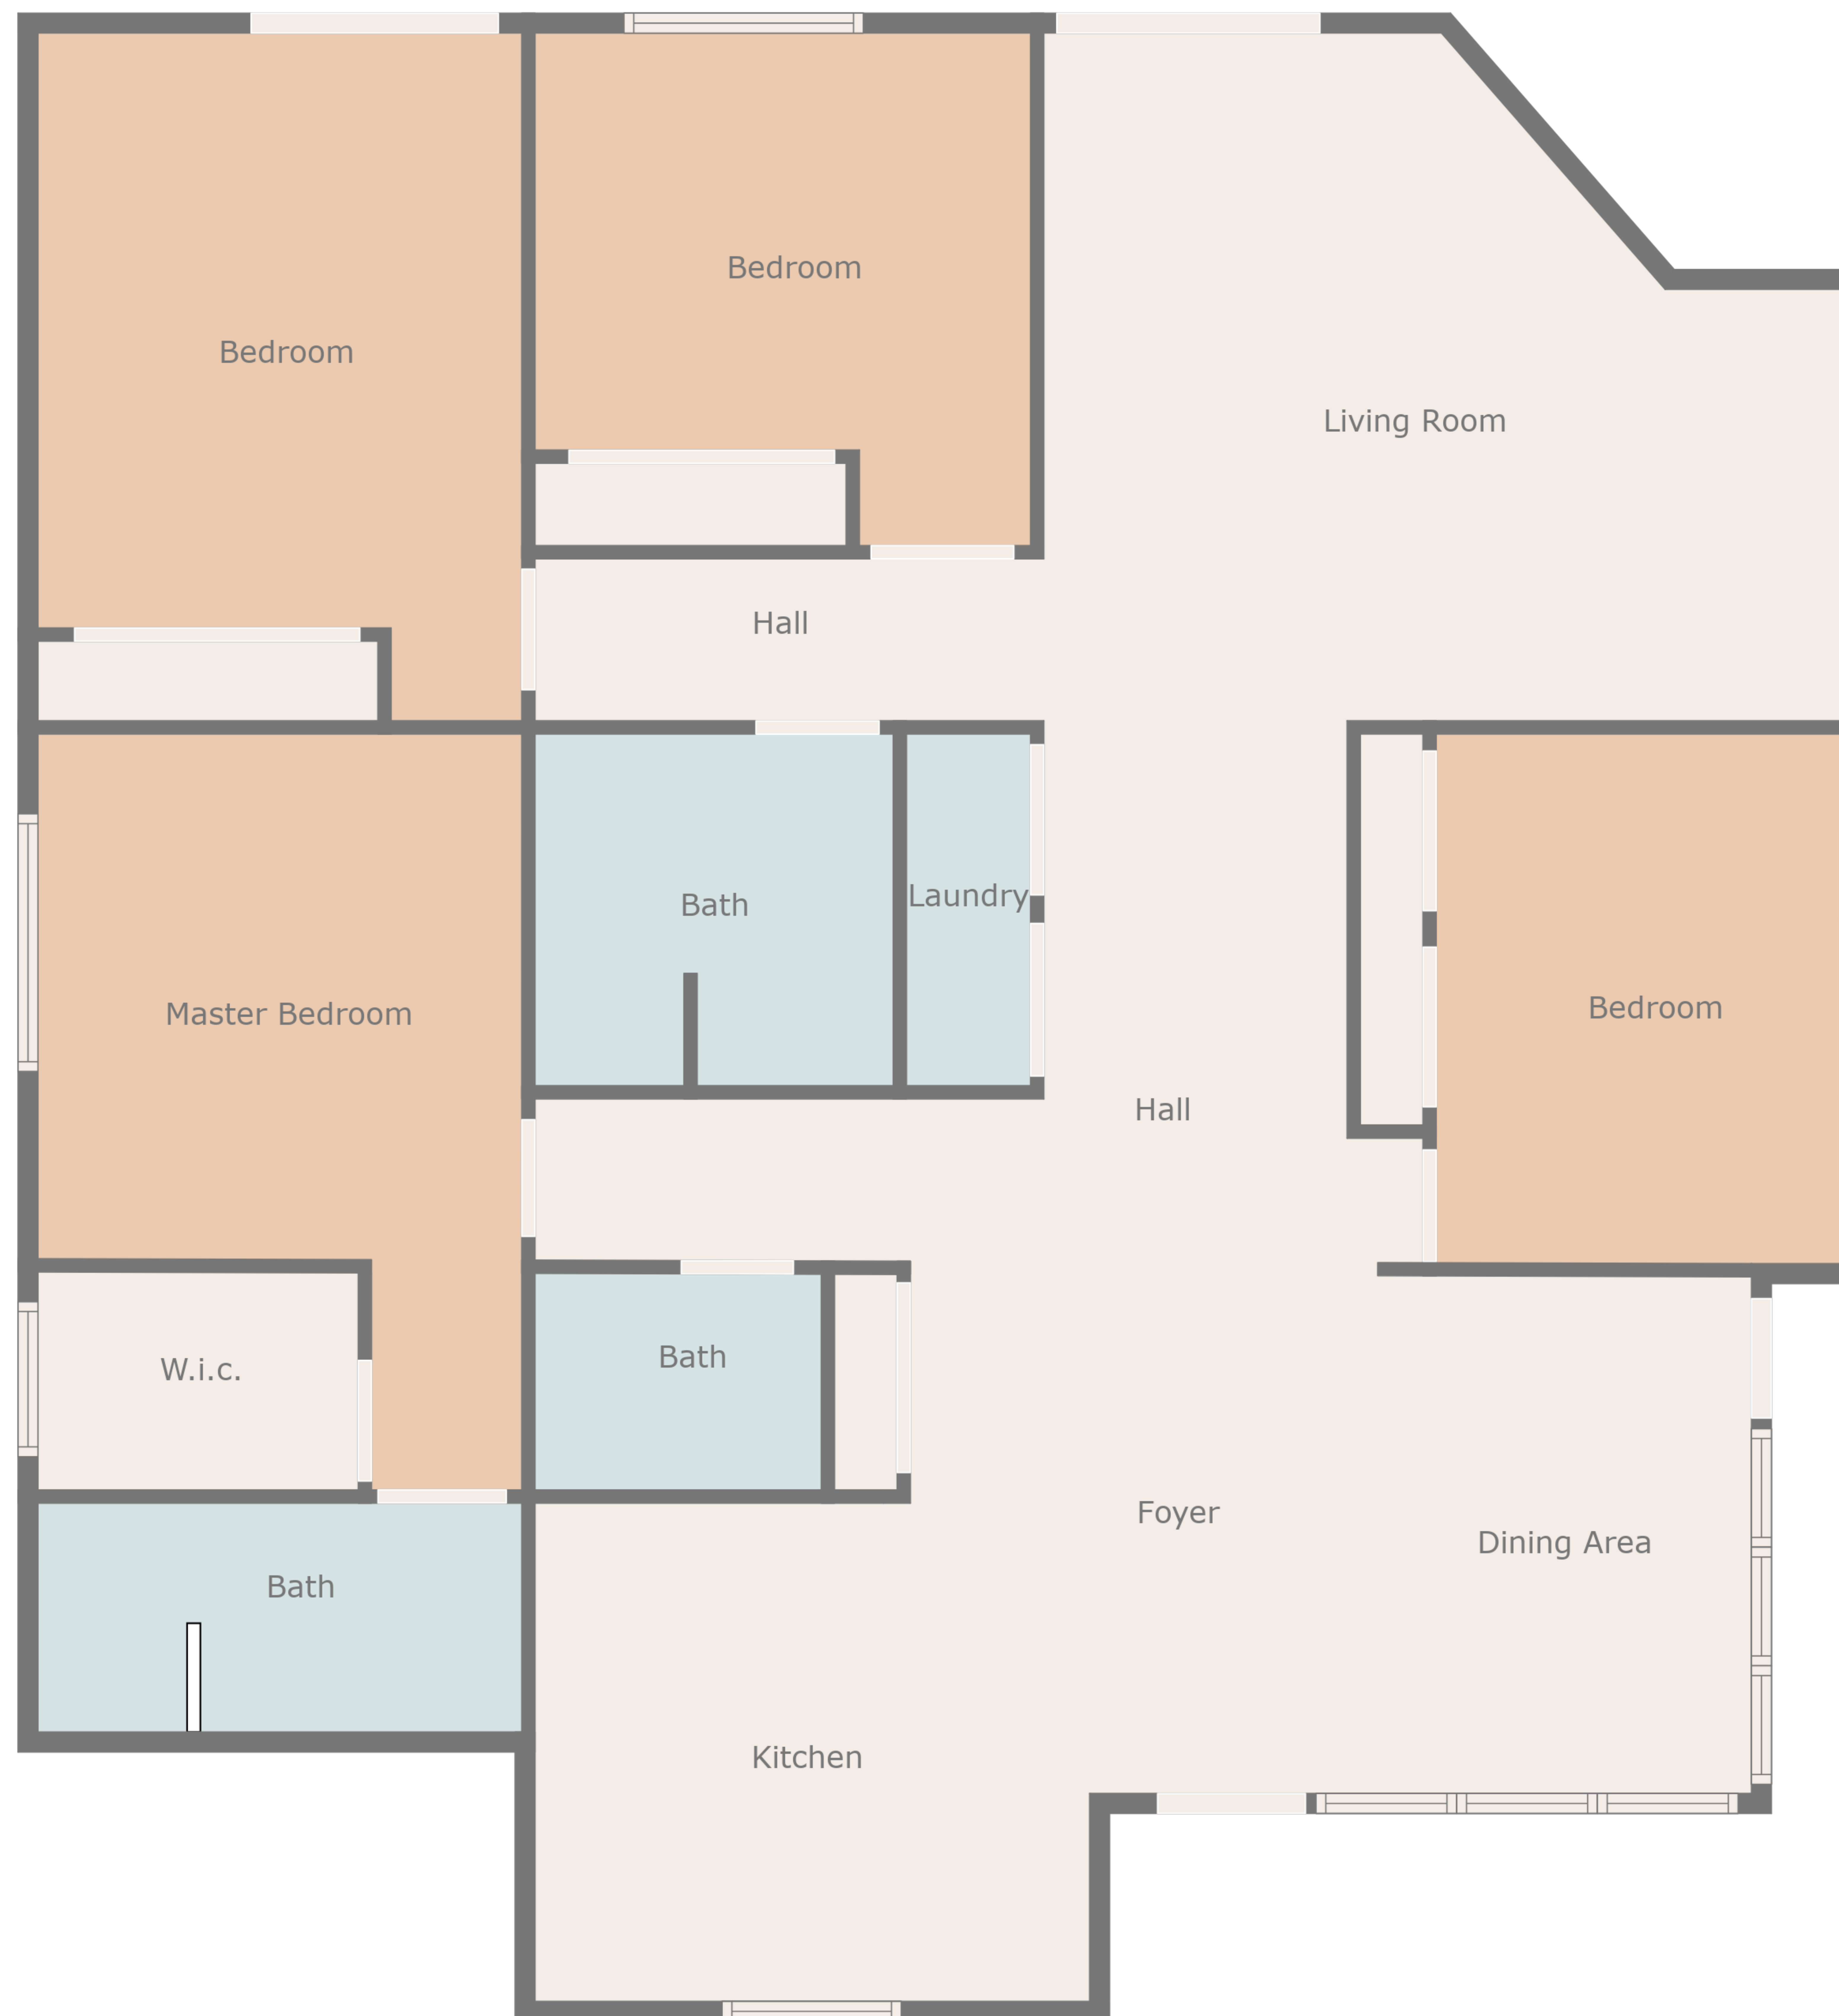 Bedroom
Bedroom
Living Room
Hall
Bath
Laundry
Master Bedroom
Bedroom
Hall
W.i.c.
Bath
Foyer
Dining Area
Bath
Kitchen